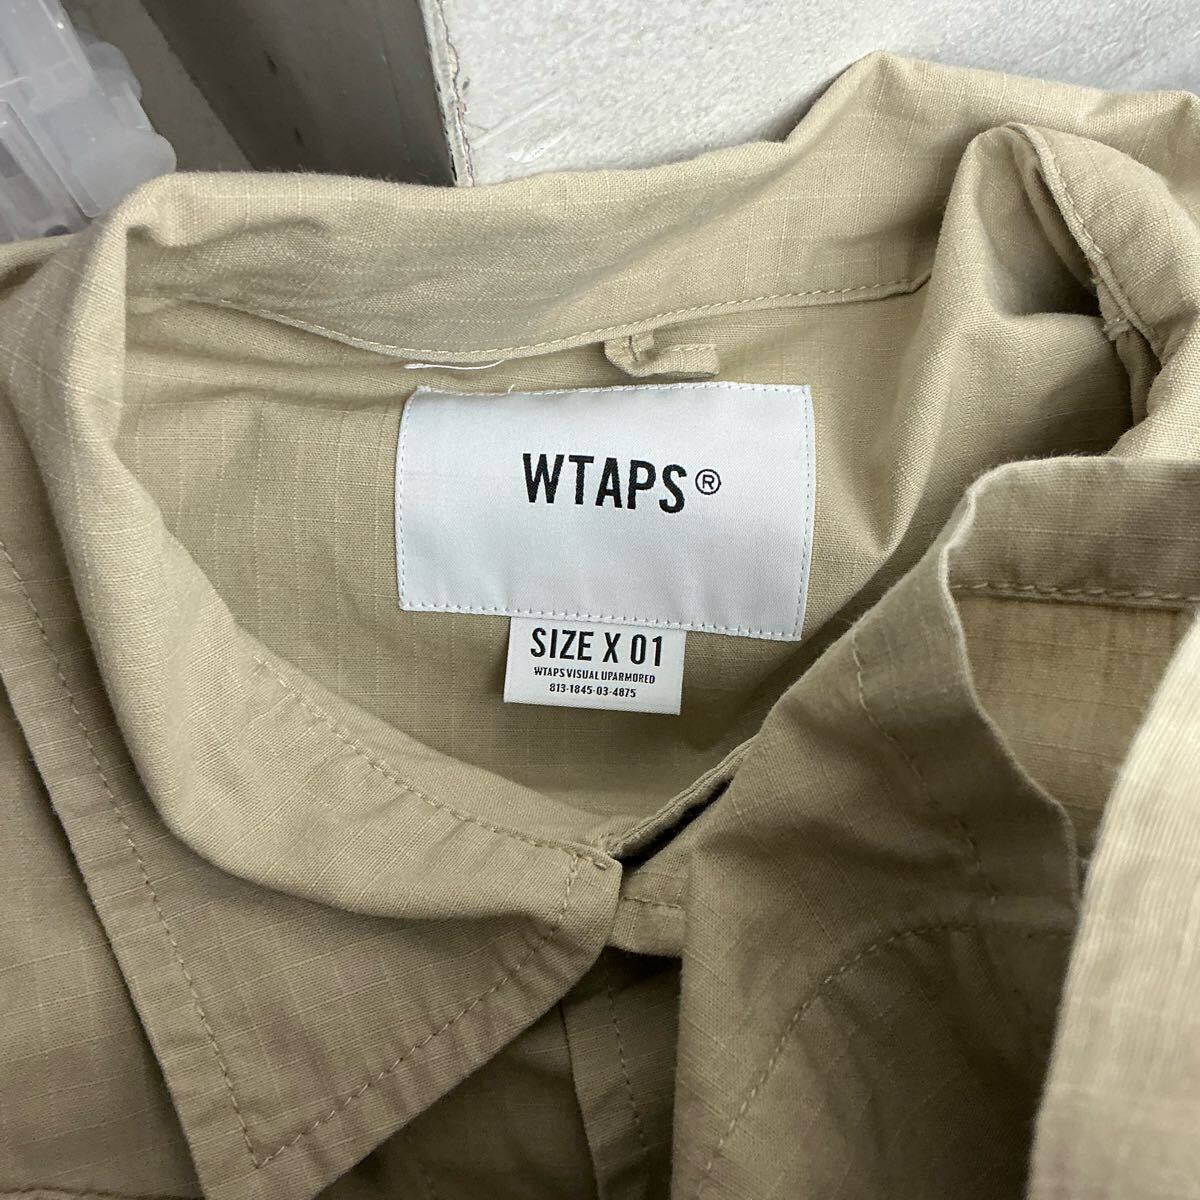 WTAPS®
SIZE X 01
WTAPS VISUAL UPARMORED
813-1845-03-4875